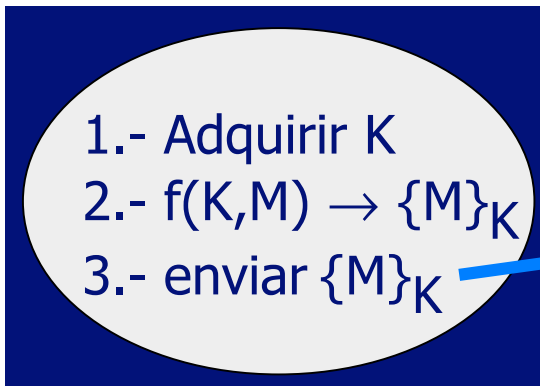 1.- Adquirir K
2.- f(K,M) → {M}K
3.- enviar {M}K